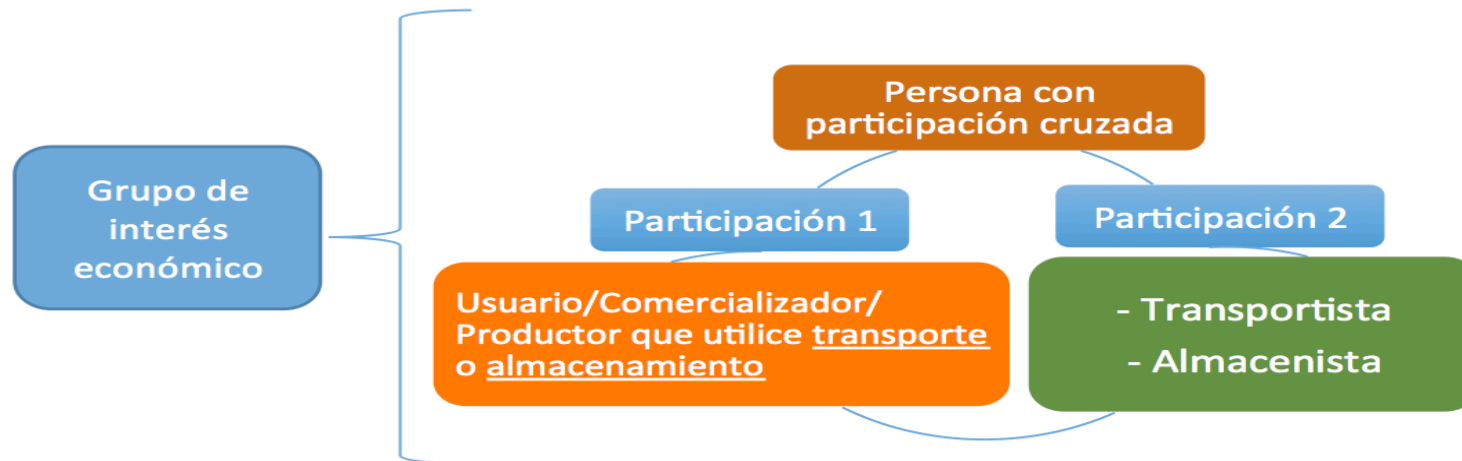 Persona con
participación cruzada
Grupo de
interés
económico
Participación 1
Participación 2
Usuario/Comercializador/
Productor que utilice transporte
o almacenamiento
- Transportista
- Almacenista